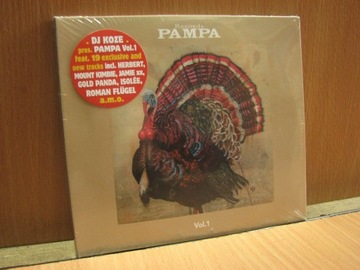 Records
PAMPA
- DJ KOZE -
pres. PAMPA Vol.1
feat. 19 exclusive and
new tracks incl. HERBERT,
MOUNT KIMBIE, JAMIE xx,
GOLD PANDA, ISOLÉE,
ROMAN FLÜGEL
a.m.o.
Vol.1